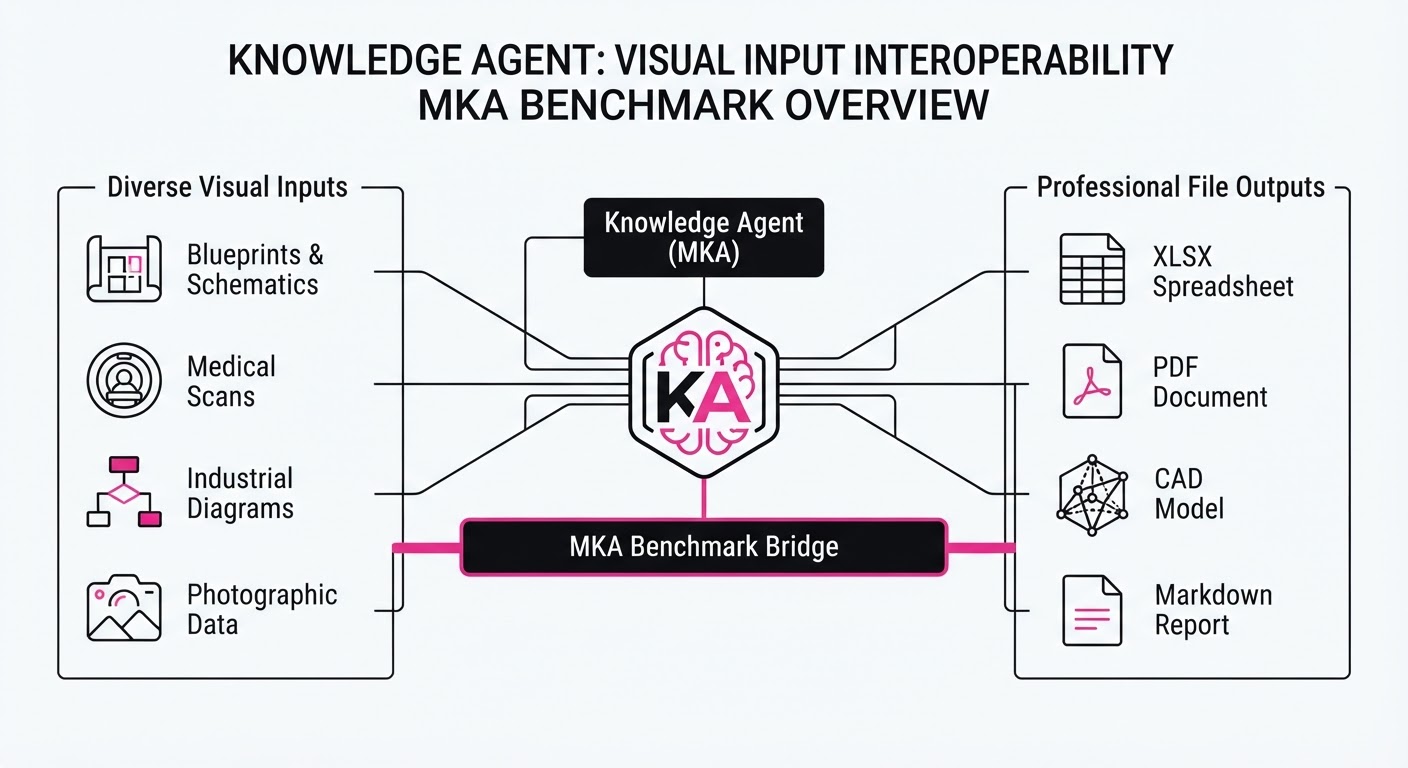 KNOWLEDGE AGENT: VISUAL INPUT INTEROPERABILITY
MKA BENCHMARK OVERVIEW
Diverse Visual Inputs
Blueprints &
Schematics
Medical
Scans
Industrial
Diagrams
Photographic
Data
Knowledge Agent
(MKA)
KA
MKA Benchmark Bridge
Professional File Outputs
XLSX
Spreadsheet
PDF
Document
CAD
Model
Markdown
Report